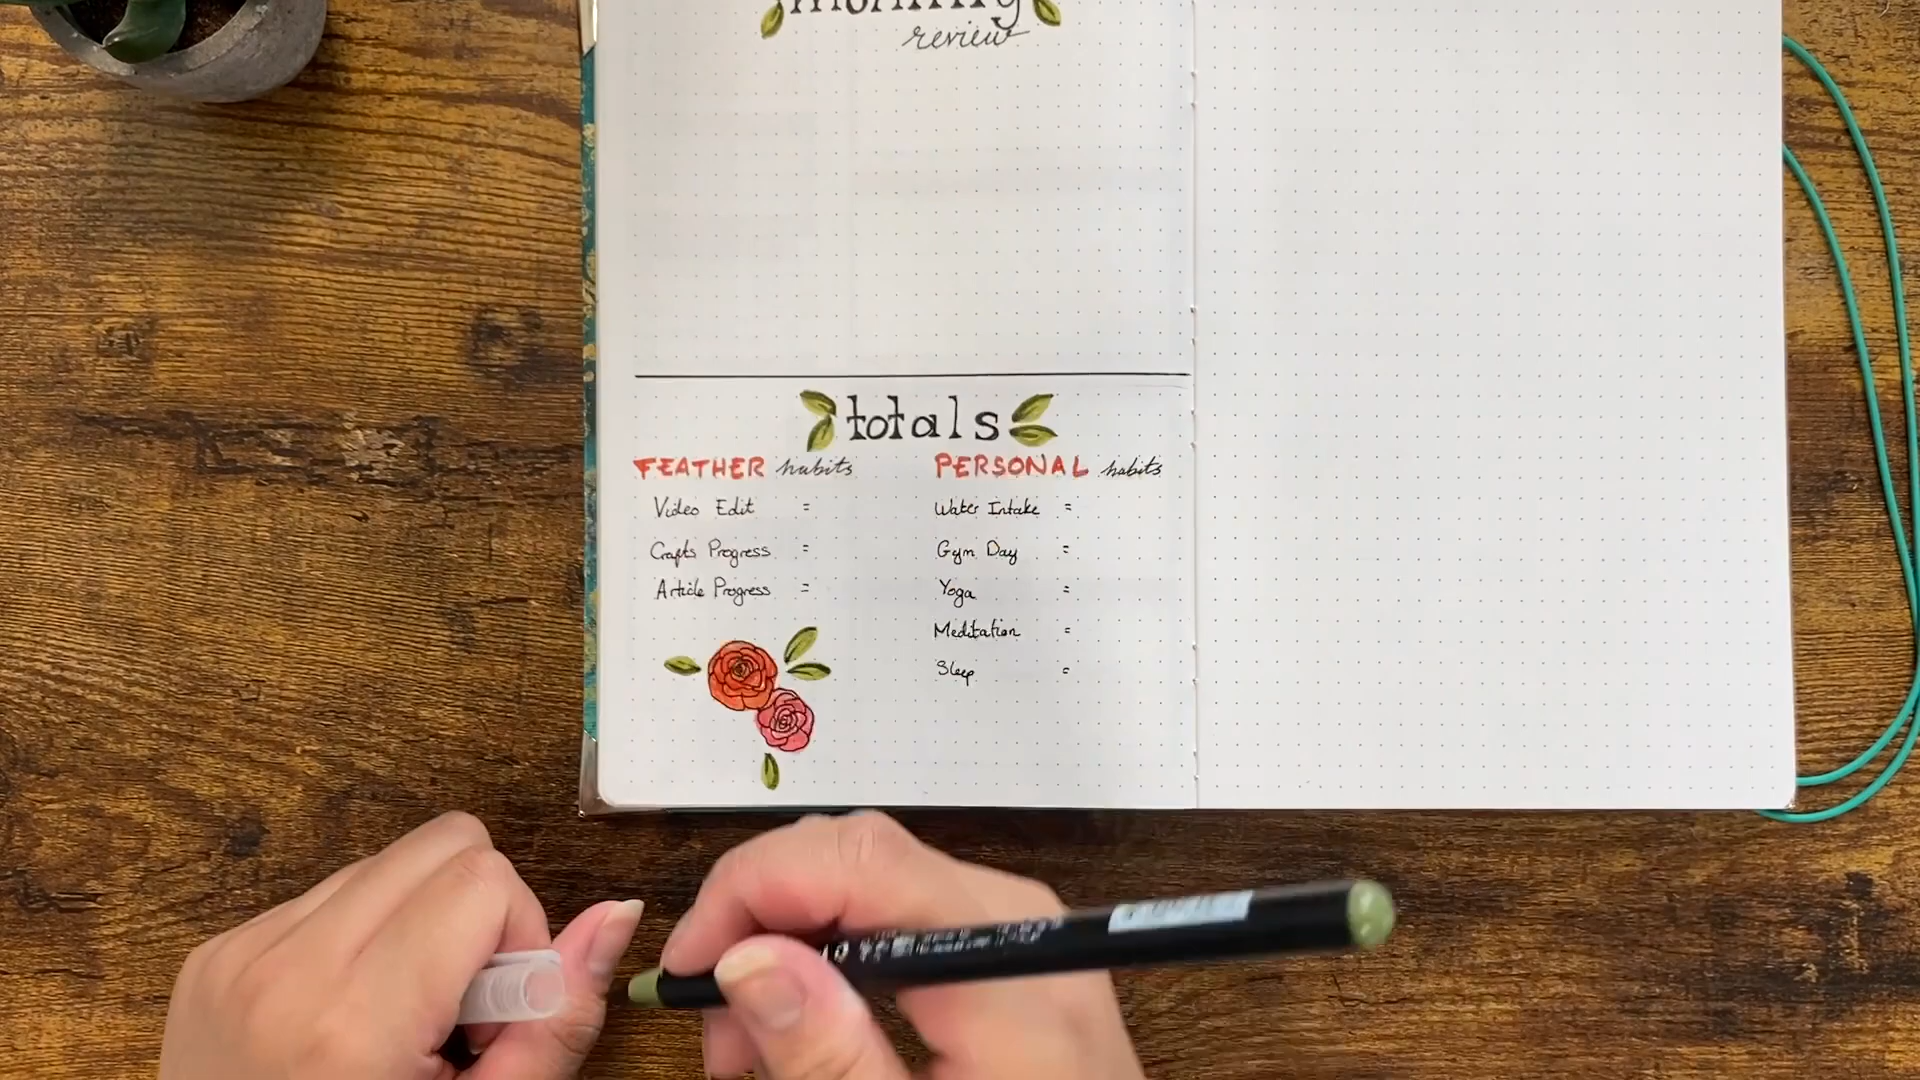 monthly
review
totals
FEATHER habits
Video Edit =
Crafts Progress =
Article Progress =
PERSONAL habits
Water Intake =
Gym Day =
Yoga =
Meditation =
Sleep =